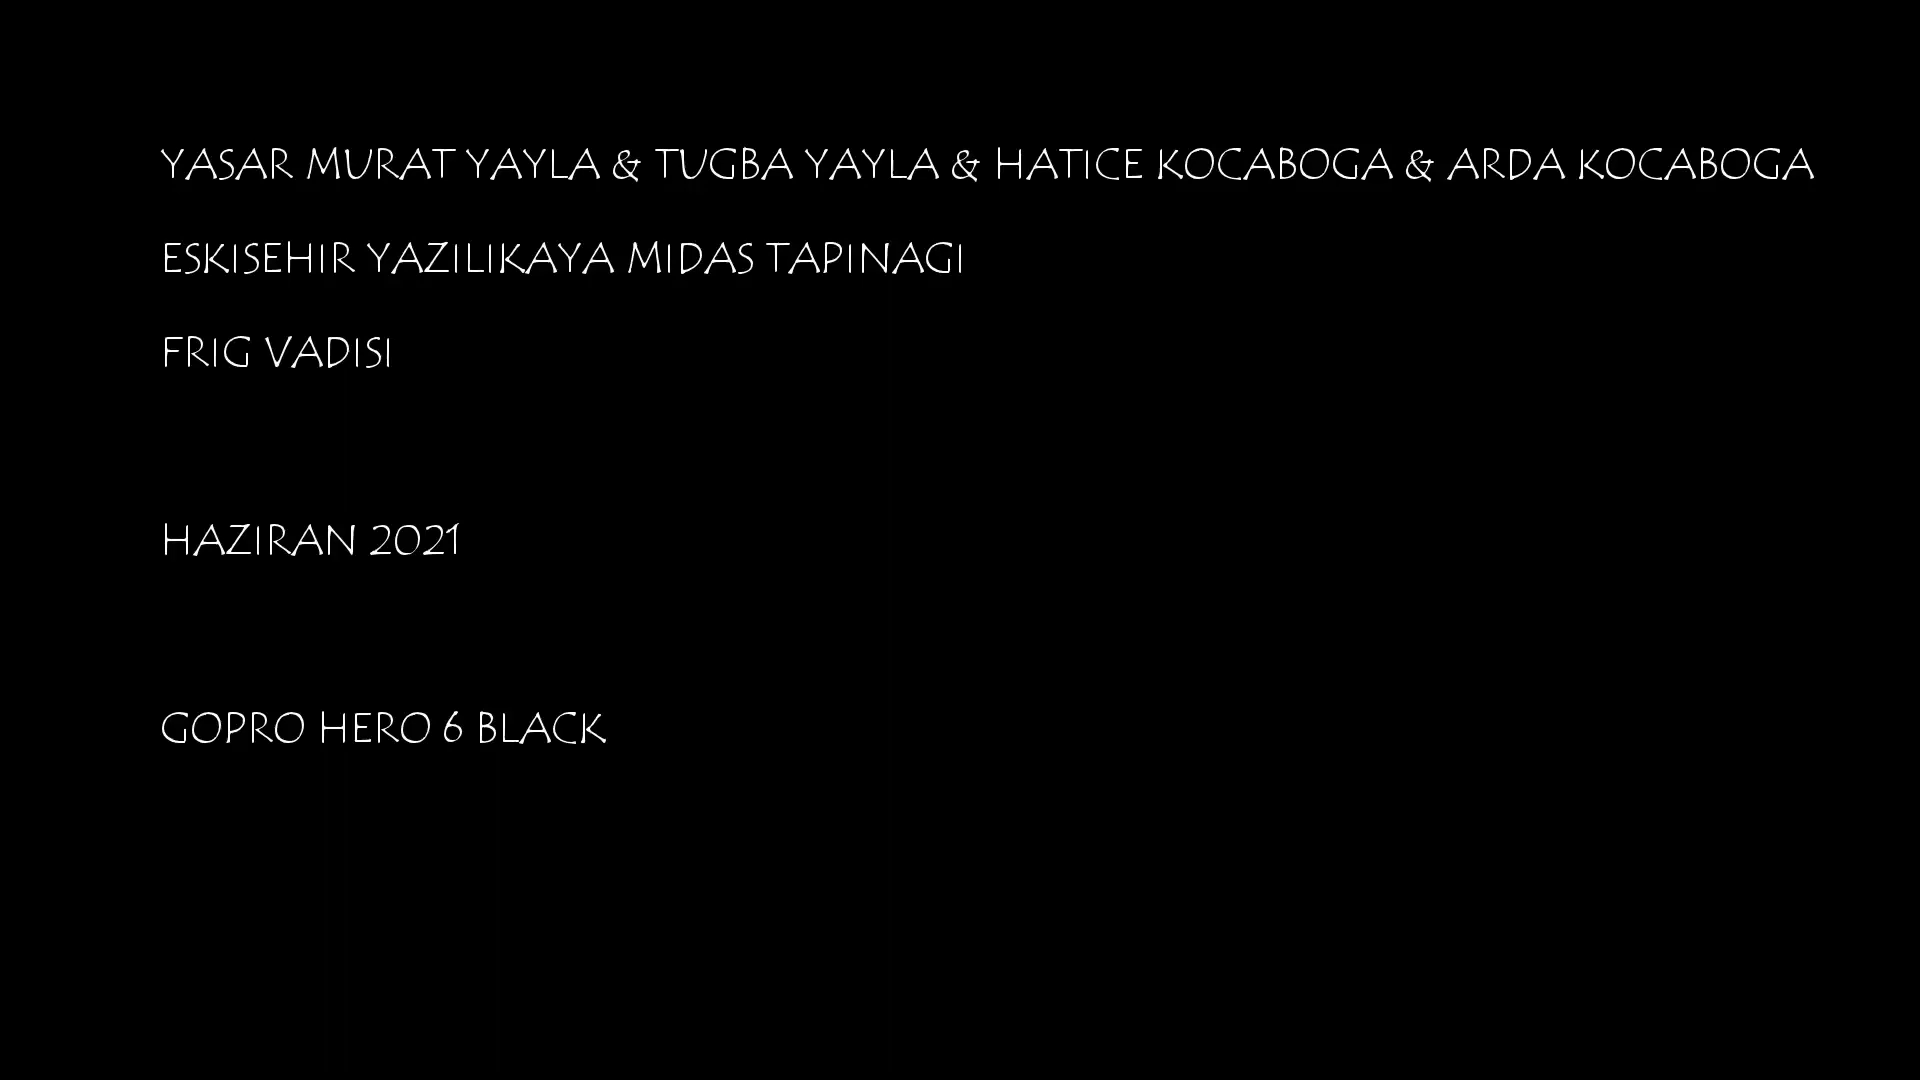 YASAR MURAT YAYLA & TUGBA YAYLA & HATICE KOCABOGA & ARDA KOCABOGA
ESKISEHIR YAZILIKAYA MIDAS TAPINAGI
FRIG VADISI
HAZIRAN 2021
GOPRO HERO 6 BLACK